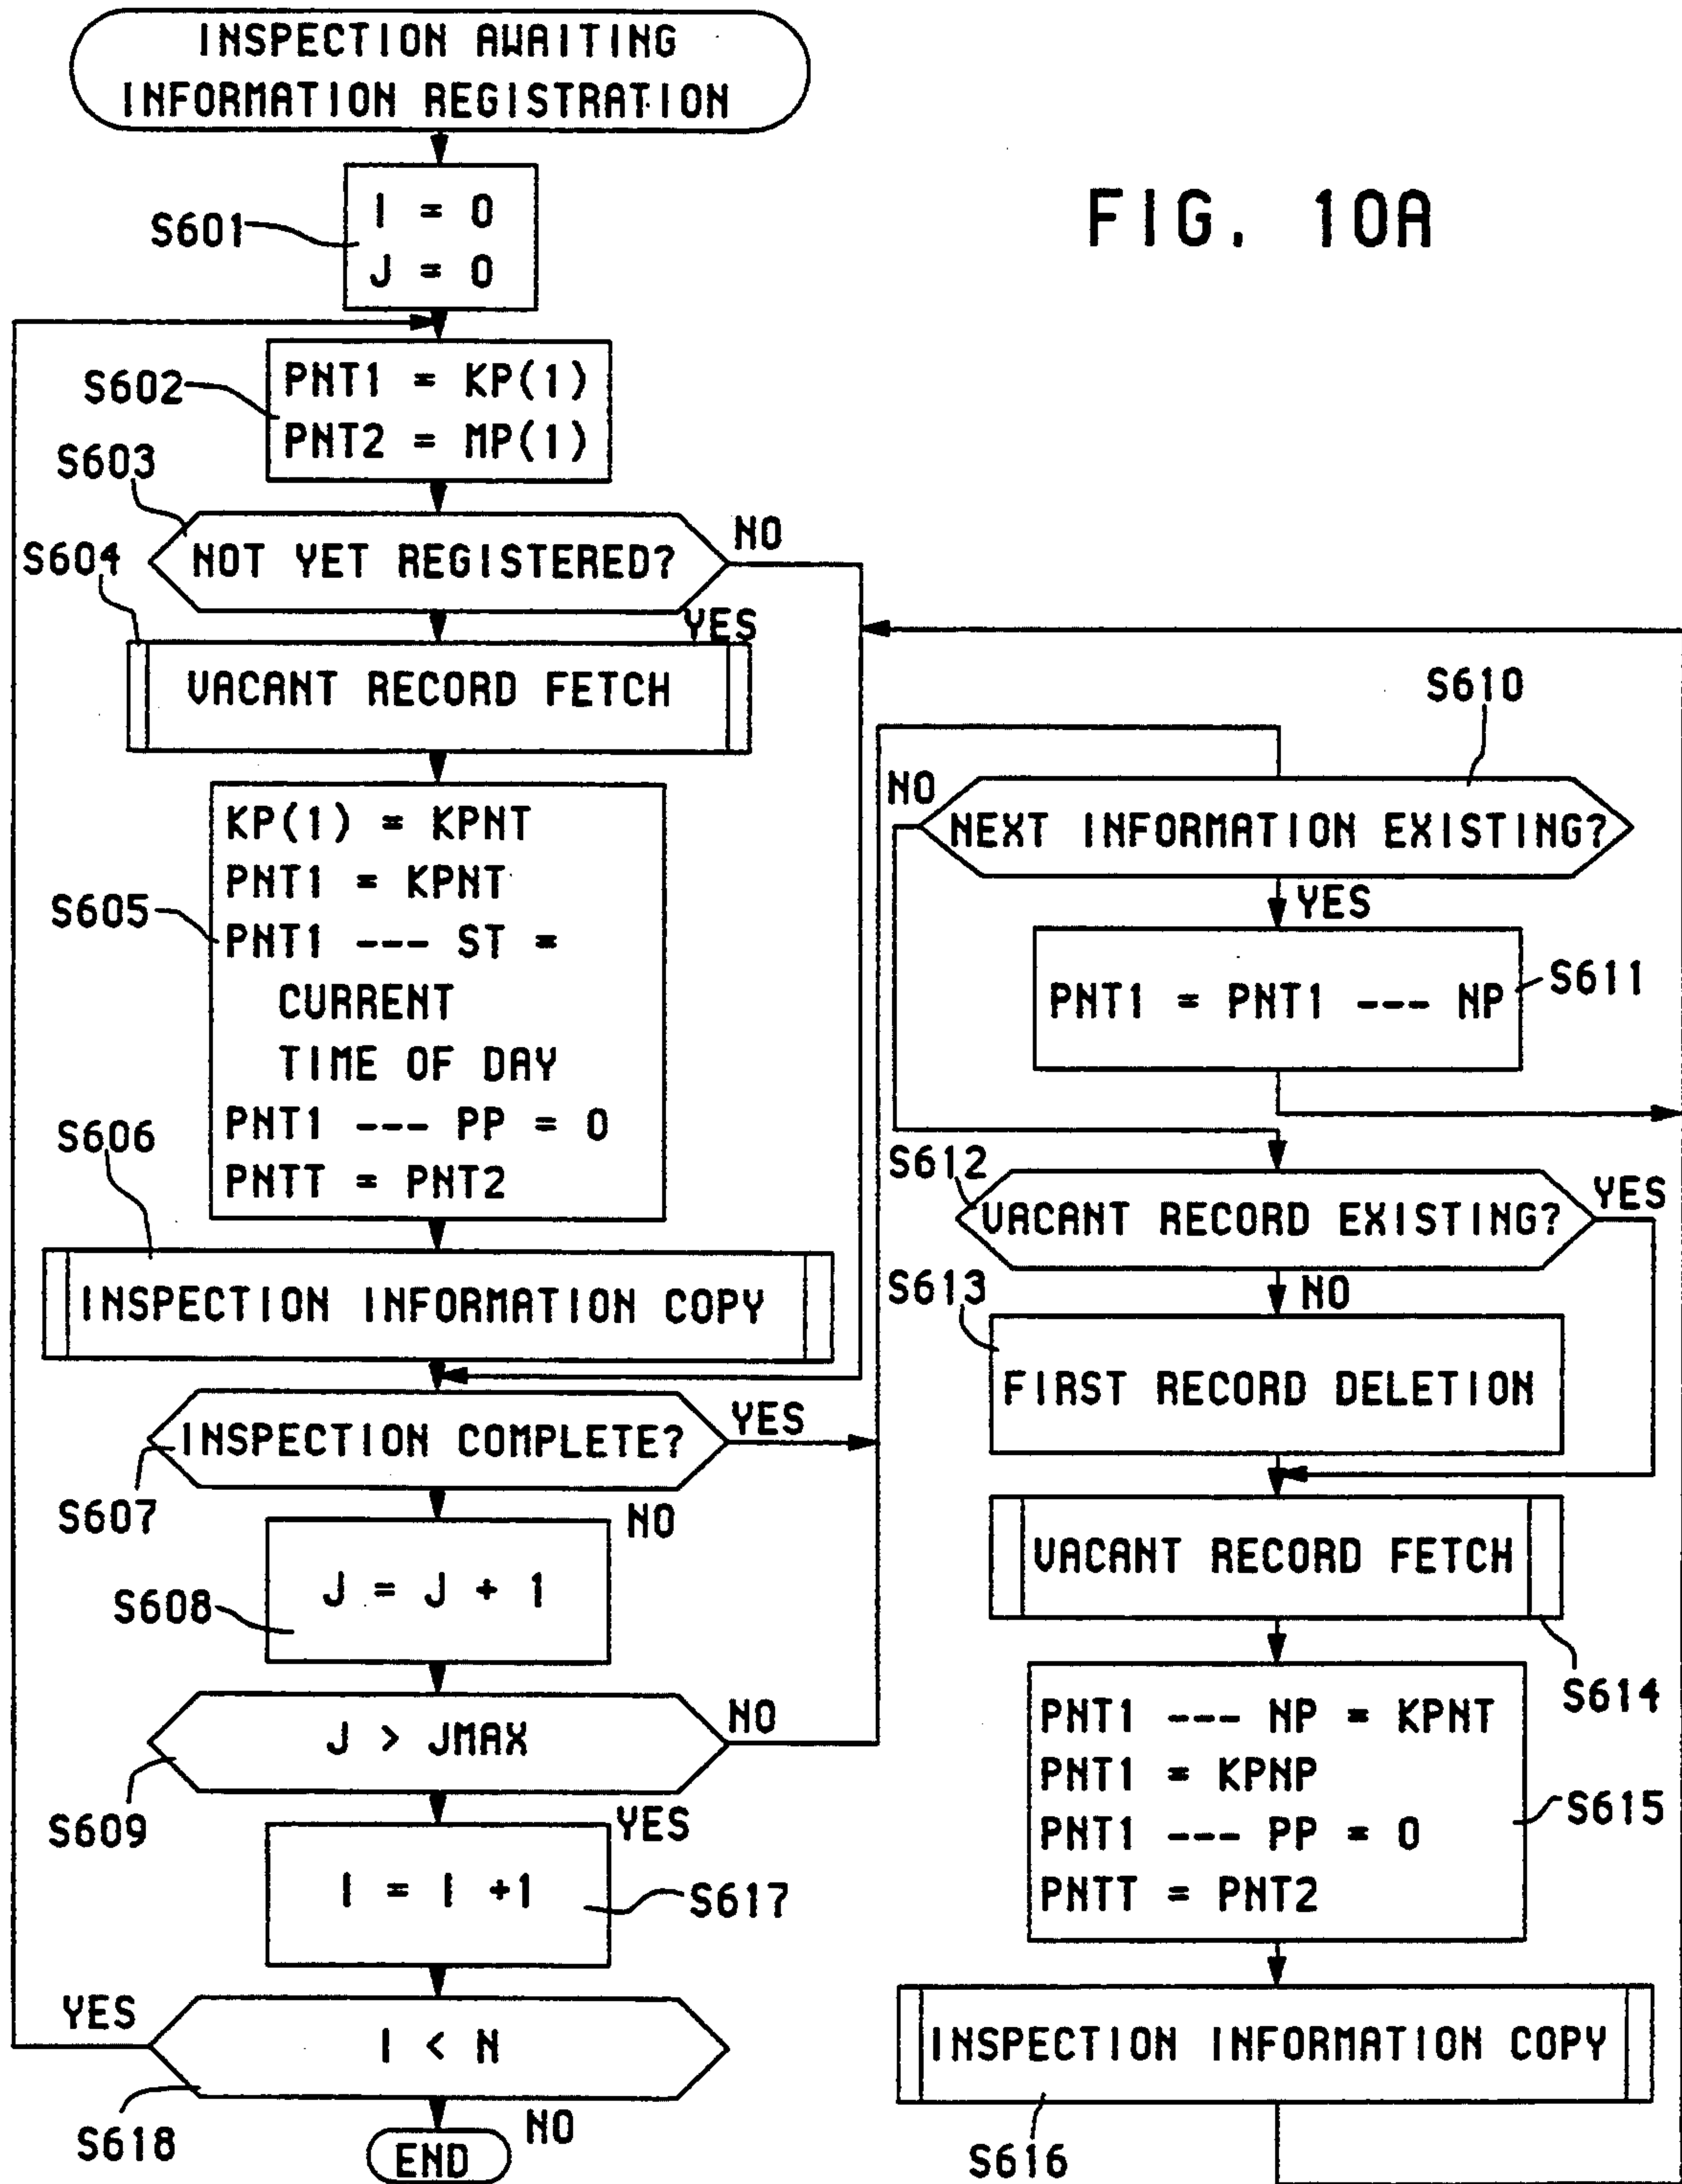 INSPECTION AWAITING
INFORMATION REGISTRATION
FIG. 10A
S601
I = 0
J = 0
S602
PNT1 = KP(1)
PNT2 = MP(1)
S603
NOT YET REGISTERED?
NO
YES
S604
VACANT RECORD FETCH
S605
KP(1) = KPNT
PNT1 = KPNT
PNT1 --- ST =
CURRENT
TIME OF DAY
PNT1 --- PP = 0
PNTT = PNT2
S606
INSPECTION INFORMATION COPY
S607
INSPECTION COMPLETE?
YES
NO
S608
J = J + 1
S609
J > JMAX
NO
YES
I = I +1
S617
YES
I < N
S618
NO
END
S610
NO
NEXT INFORMATION EXISTING?
YES
PNT1 = PNT1 --- NP
S611
S612
VACANT RECORD EXISTING?
YES
S613
NO
FIRST RECORD DELETION
VACANT RECORD FETCH
S614
PNT1 --- NP = KPNT
PNT1 = KPNP
PNT1 --- PP = 0
PNTT = PNT2
S615
INSPECTION INFORMATION COPY
S616